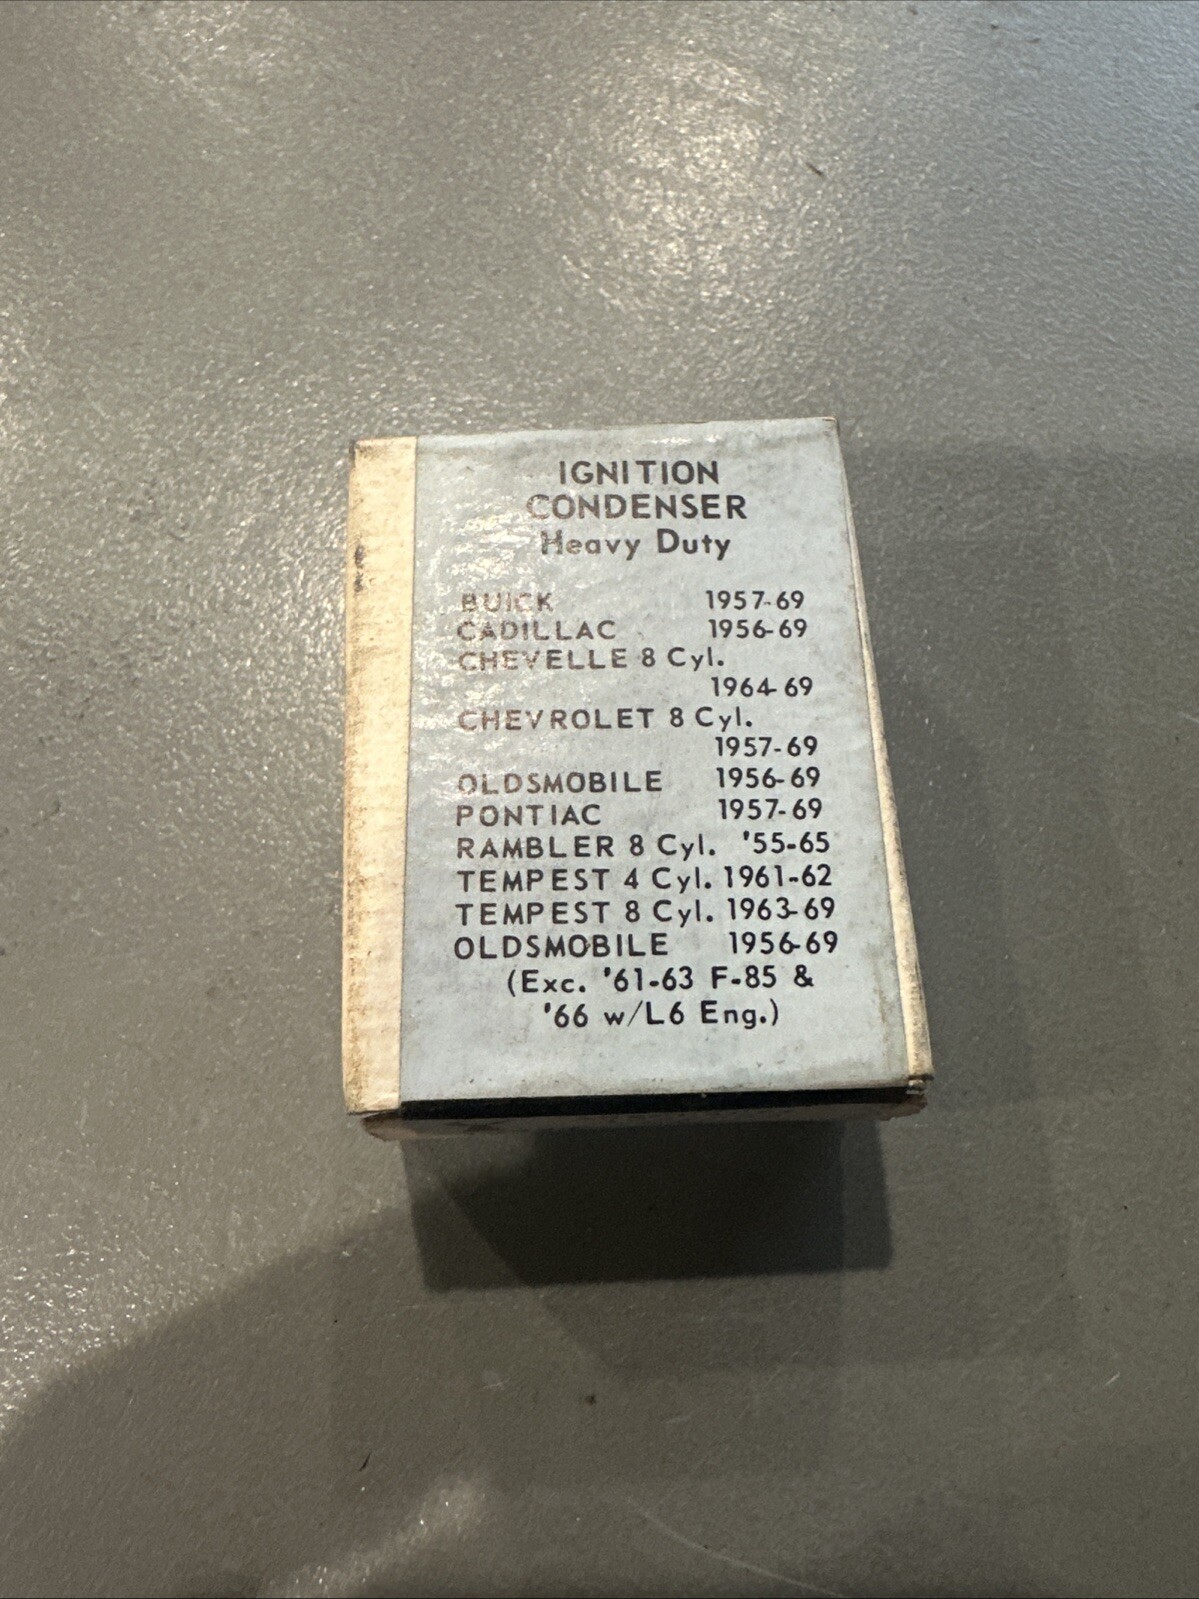 IGNITION
CONDENSER
Heavy Duty
BUICK 1957-69
CADILLAC 1956-69
CHEVELLE 8 Cyl.
1964-69
CHEVROLET 8 Cyl.
1957-69
OLDSMOBILE 1956-69
PONTIAC 1957-69
RAMBLER 8 Cyl. '55-65
TEMPEST 4 Cyl. 1961-62
TEMPEST 8 Cyl. 1963-69
OLDSMOBILE 1956-69
(Exc. '61-63 F-85 &
'66 w/L6 Eng.)